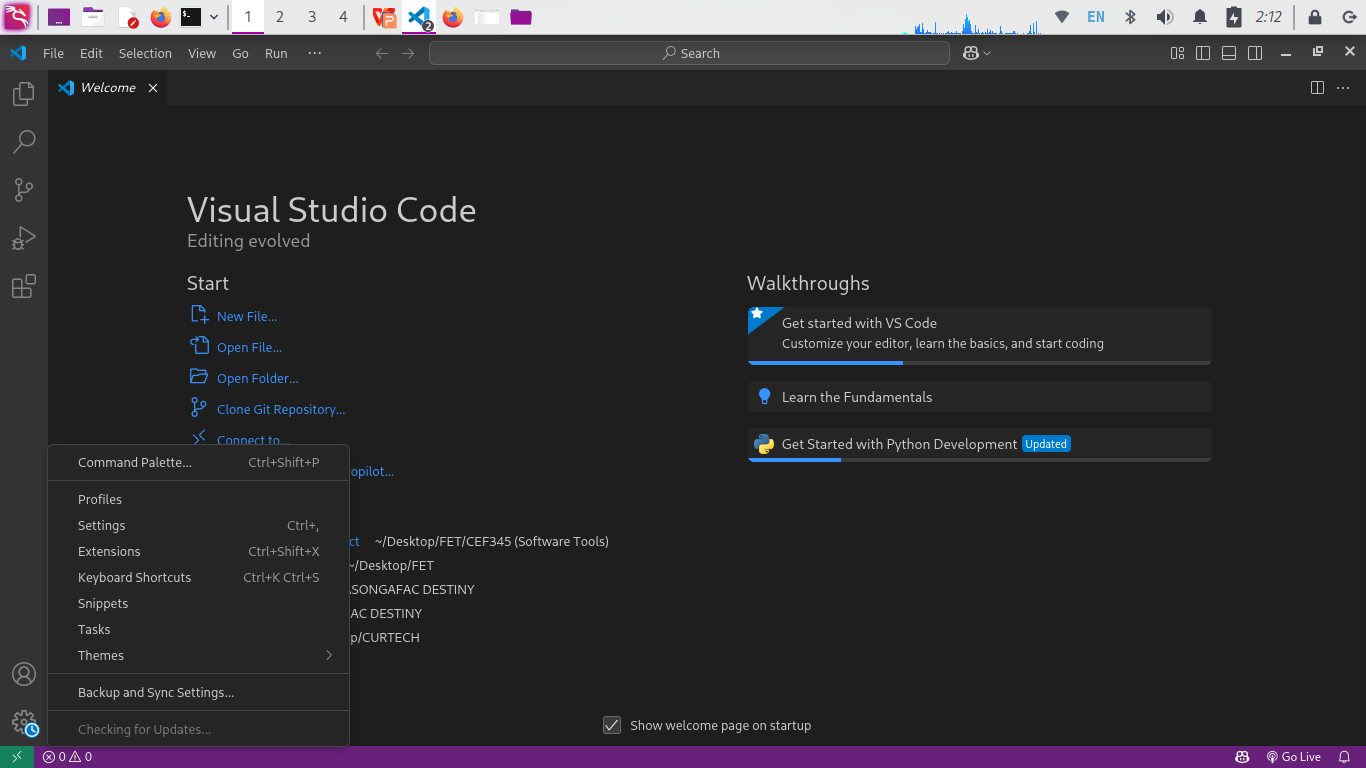 1 2 3 4 2 EN 2:12
File Edit Selection View Go Run ··· Search
Welcome
Visual Studio Code
Editing evolved
Start
New File...
Open File...
Open Folder...
Clone Git Repository...
Connect to...
opilot...
ct ~/Desktop/FET/CEF345 (Software Tools)
~/Desktop/FET
ASONGAFAC DESTINY
AC DESTINY
p/CURTECH
Walkthroughs
Get started with VS Code
Customize your editor, learn the basics, and start coding
Learn the Fundamentals
Get Started with Python Development Updated
Command Palette... Ctrl+Shift+P
Profiles
Settings Ctrl+,
Extensions Ctrl+Shift+X
Keyboard Shortcuts Ctrl+K Ctrl+S
Snippets
Tasks
Themes
Backup and Sync Settings...
Checking for Updates...
Show welcome page on startup
0 0 Go Live